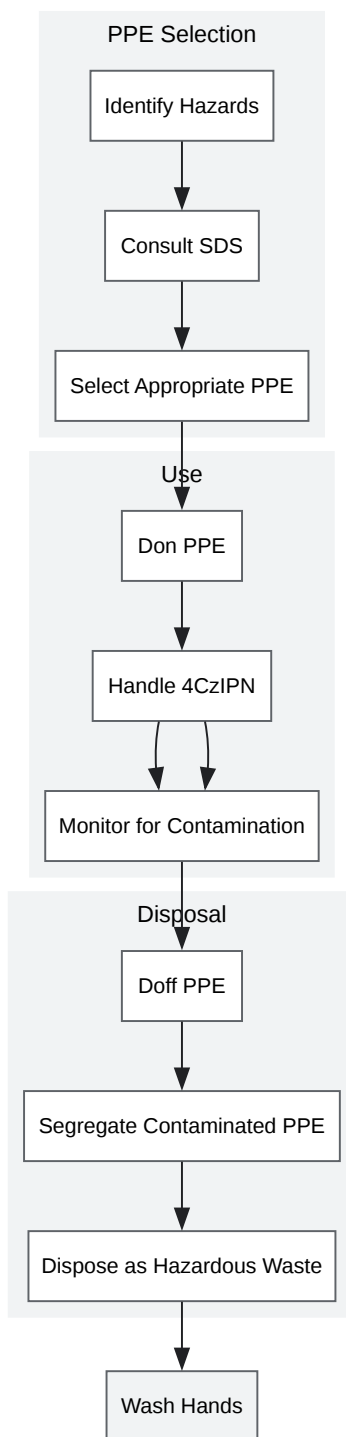 PPE Selection
Identify Hazards
Consult SDS
Select Appropriate PPE
Use
Don PPE
Handle 4CzIPN
Monitor for Contamination
Disposal
Doff PPE
Segregate Contaminated PPE
Dispose as Hazardous Waste
Wash Hands